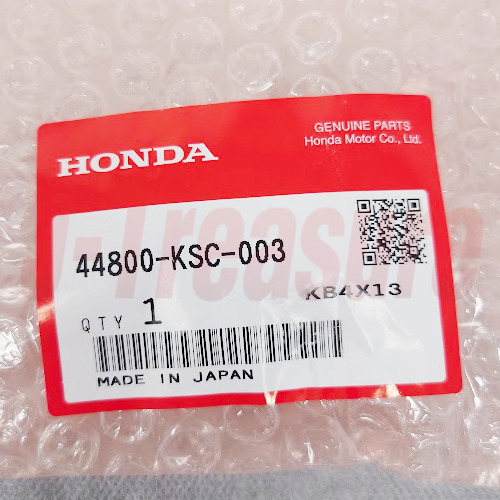 GENUINE PARTS
Honda Motor Co., Ltd.
HONDA
44800-KSC-003
KB4X13
QTY 1
MADE IN JAPAN